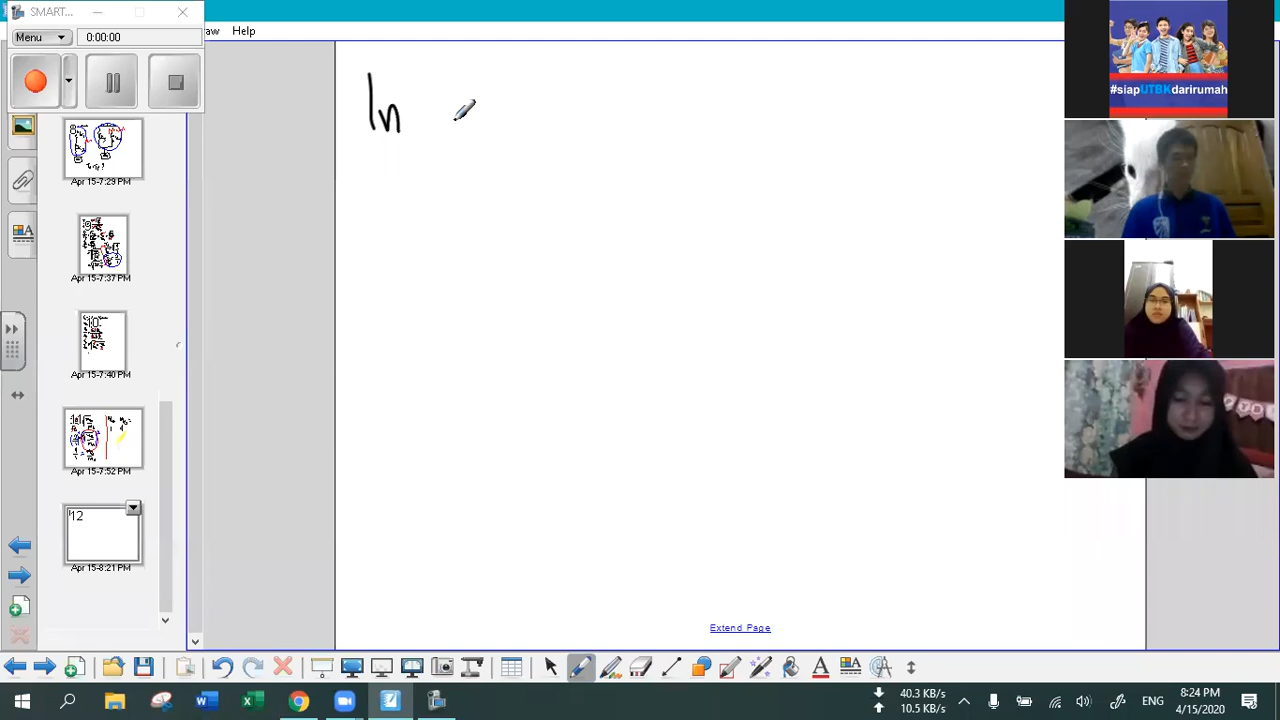 SMART...
Menu
0:00:00
aw Help
ln
#siapUTBKdarirumah
Apr 15-7:29 PM
Apr 15-7:37 PM
Apr 15-7:40 PM
Apr 15-7:52 PM
Apr 15-8:21 PM
Extend Page
40.3 KB/s
10.5 KB/s
ENG
8:24 PM
4/15/2020